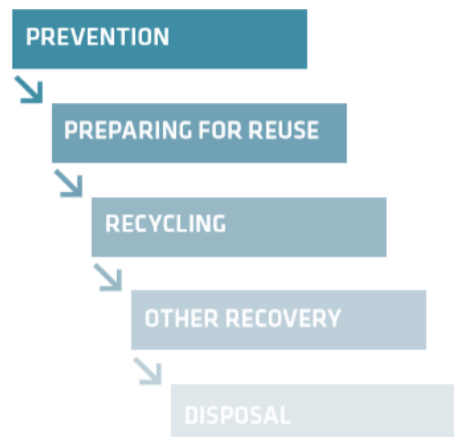 PREVENTION
PREPARING FOR REUSE
RECYCLING
OTHER RECOVERY
DISPOSAL